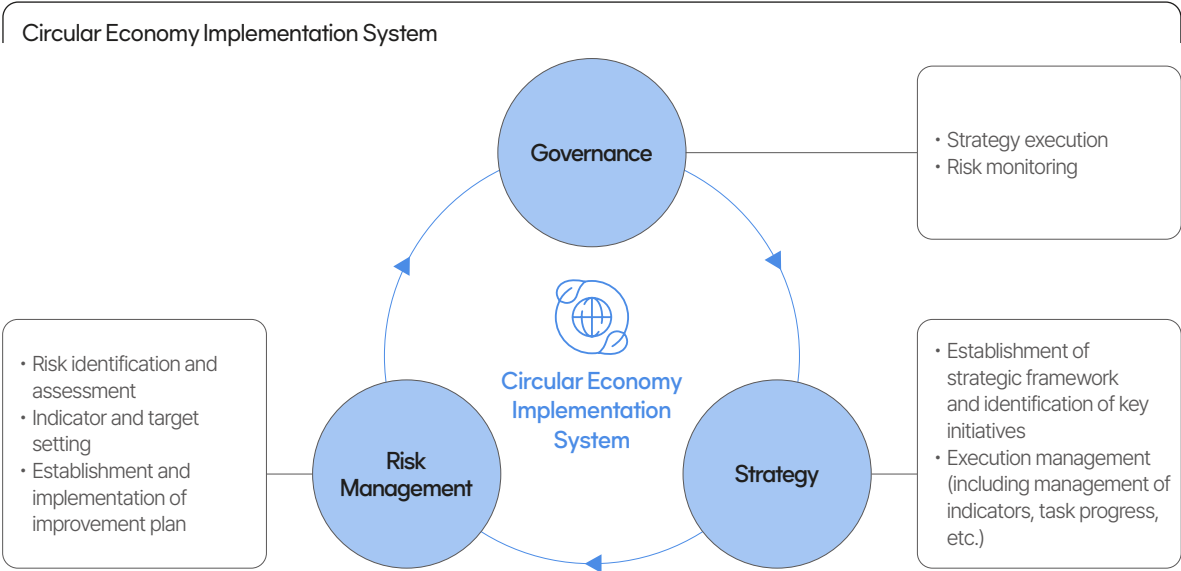 Circular Economy Implementation System
Governance
• Strategy execution
• Risk monitoring
• Risk identification and
assessment
• Indicator and target
setting
• Establishment and
implementation of
improvement plan
Circular Economy
Implementation
System
Risk
Management
Strategy
• Establishment of
strategic framework
and identification of key
initiatives
• Execution management
(including management of
indicators, task progress,
etc.)